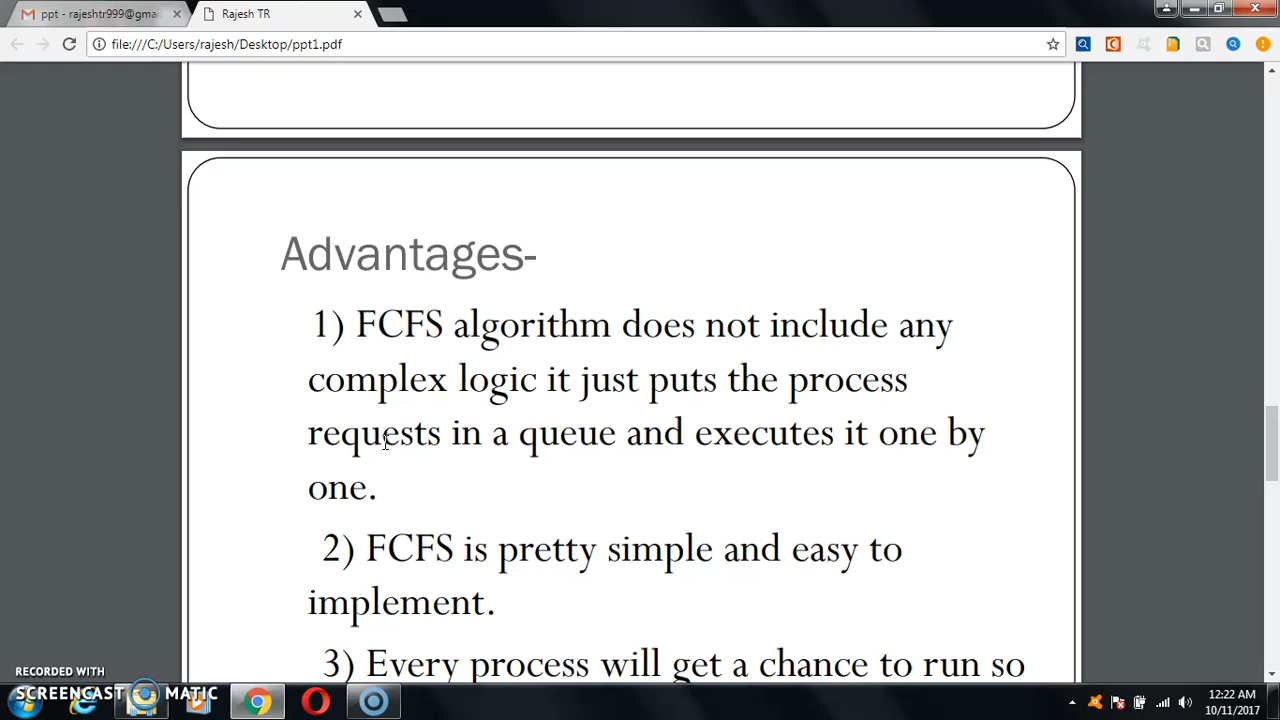 ppt - rajeshtr999@gma
Rajesh TR
file:///C:/Users/rajesh/Desktop/ppt1.pdf
Advantages-
1) FCFS algorithm does not include any
complex logic it just puts the process
requests in a queue and executes it one by
one.
2) FCFS is pretty simple and easy to
implement.
3) Every process will get a chance to run so
RECORDED WITH
SCREENCAST MATIC
12:22 AM
10/11/2017